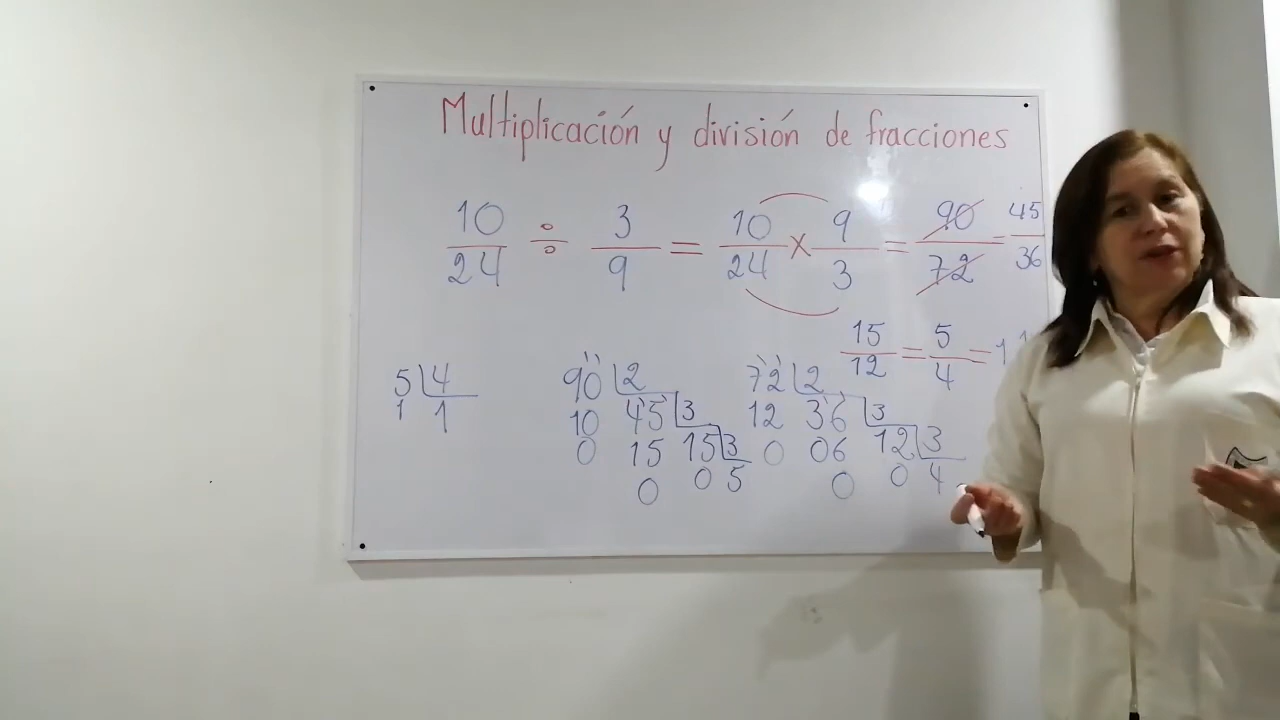 Multiplicación y división de fracciones
10/24 ÷ 3/9 = 10/24 x 9/3 = 90/72 = 45/36
15/12 = 5/4 = 1 1
5 4 90 2 72 2
1 1 10 45 3 12 36 3
0 15 15 3 0 06 12 3
0 0 5 0 0 4